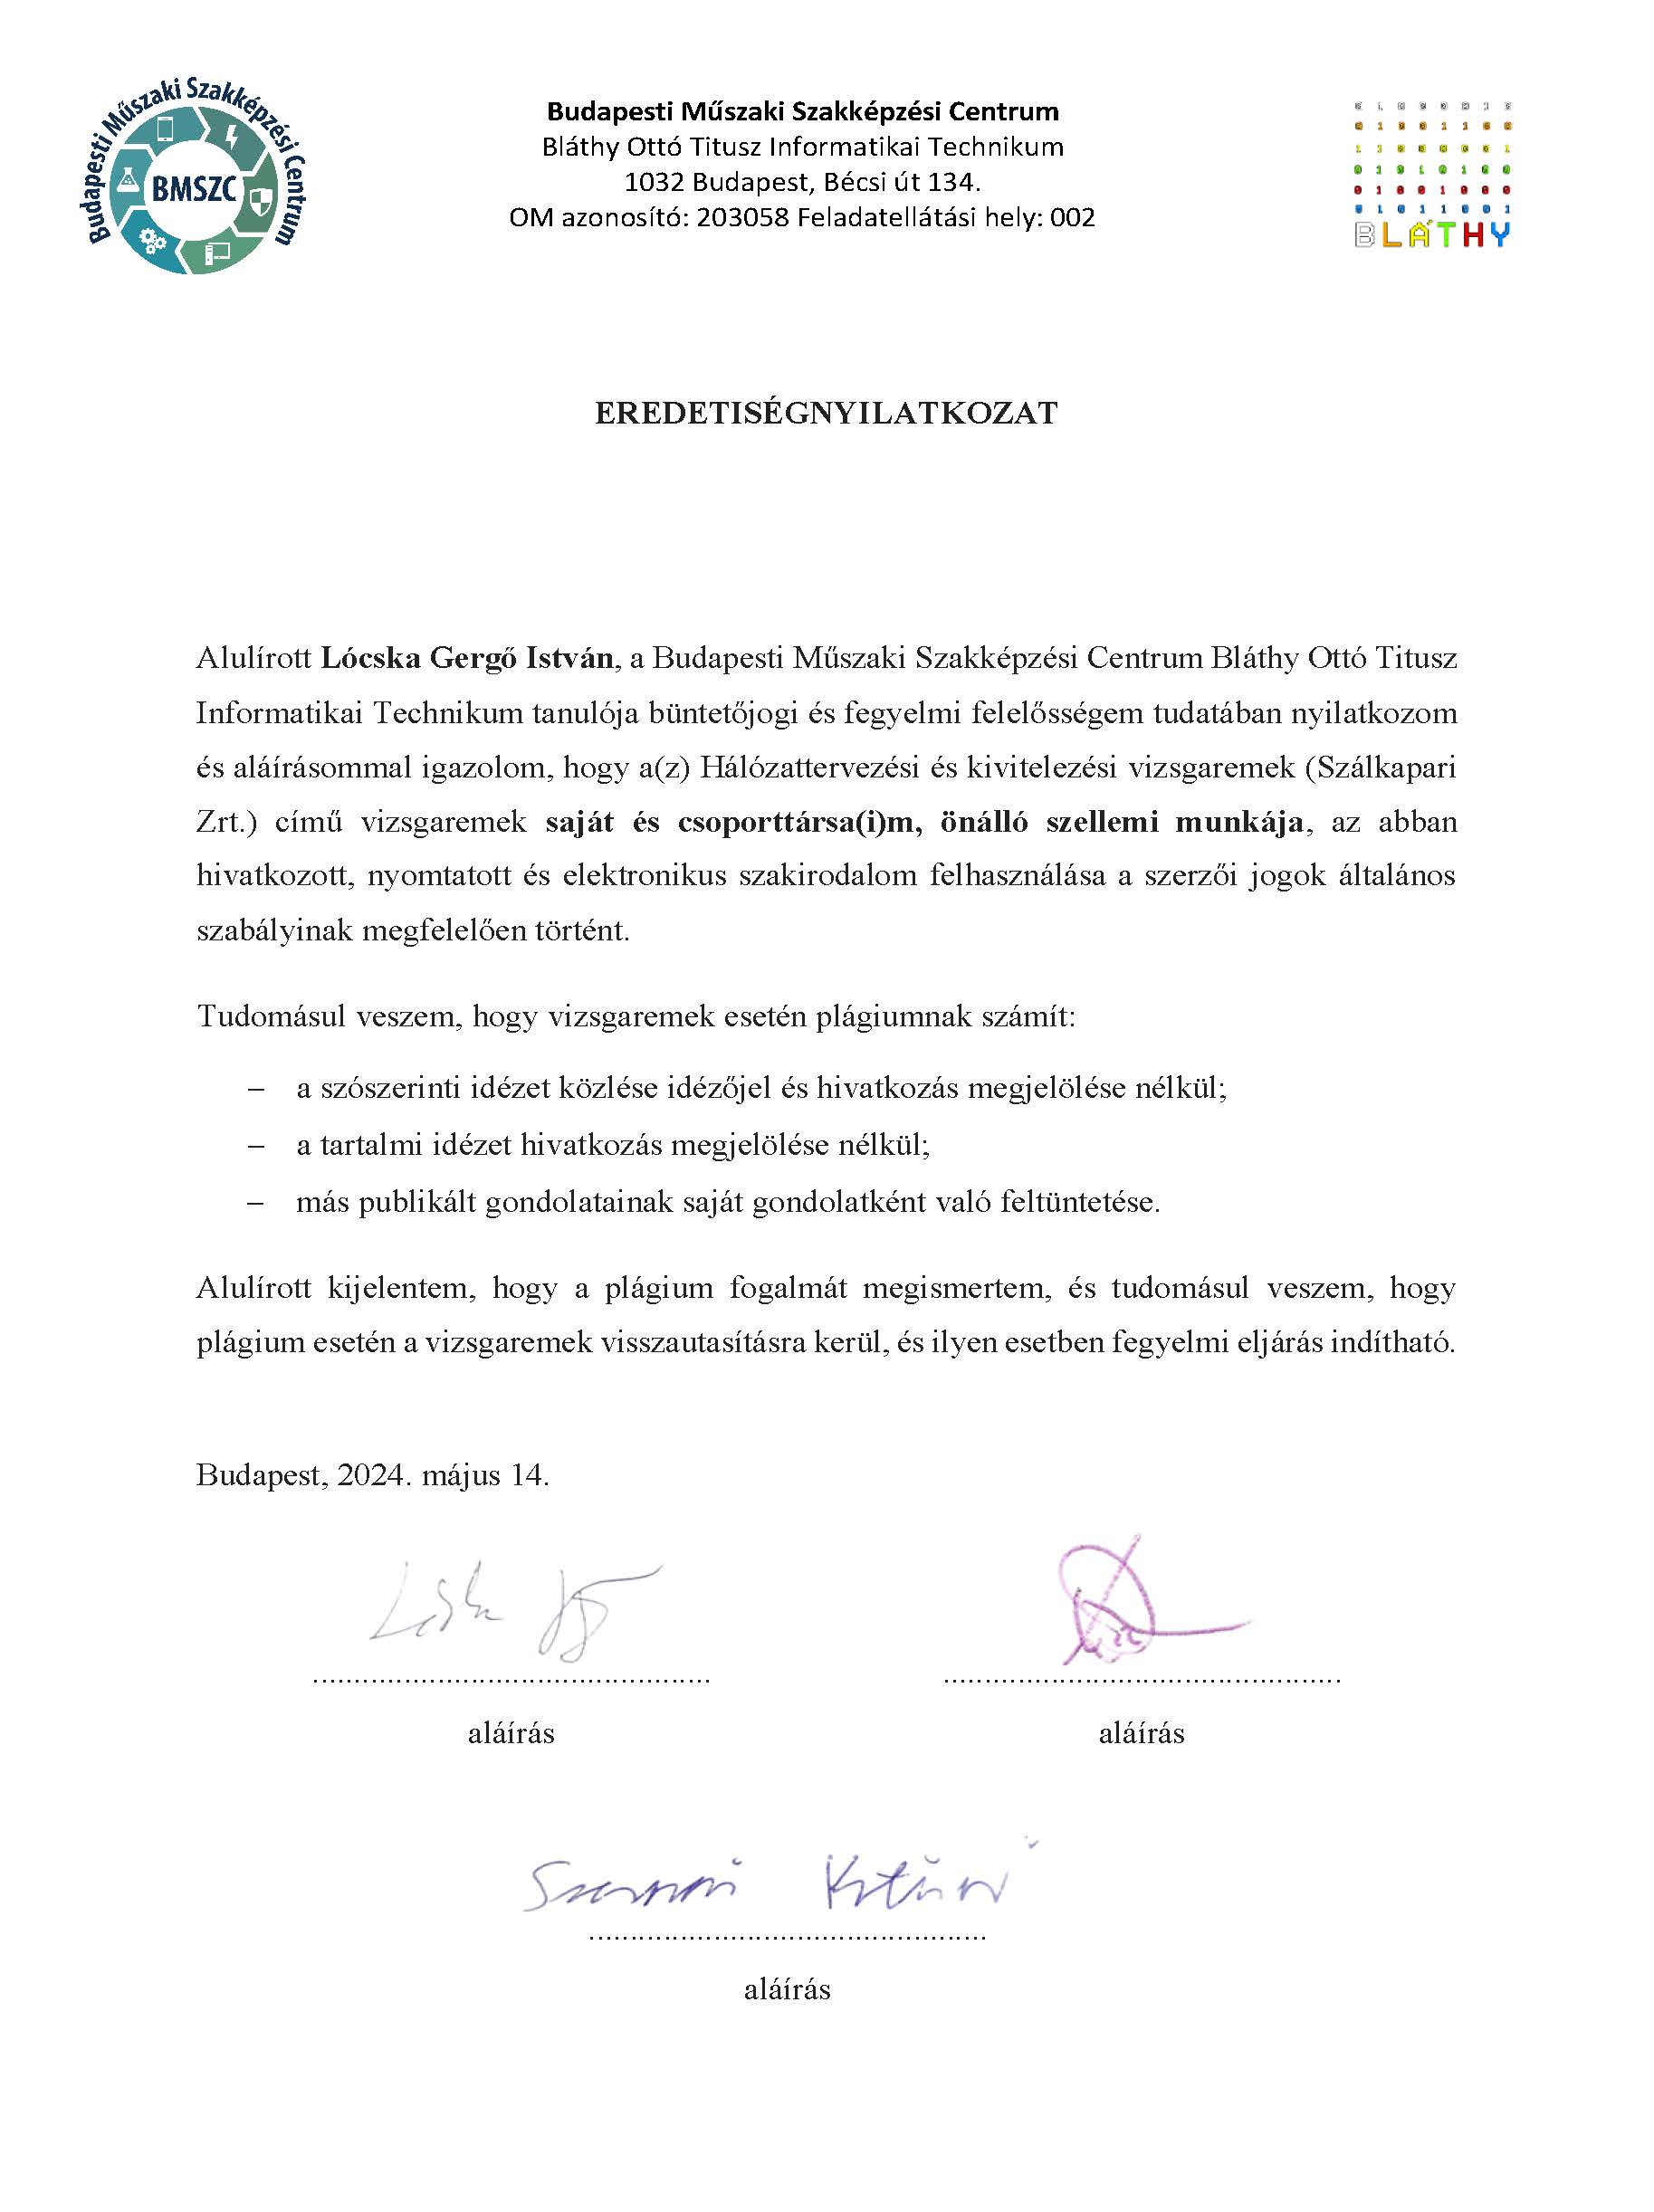 Budapesti Műszaki Szakképzési Centrum
BMSZC
Budapesti Műszaki Szakképzési Centrum
Bláthy Ottó Titusz Informatikai Technikum
1032 Budapest, Bécsi út 134.
OM azonosító: 203058 Feladatellátási hely: 002
BLÁTHY
EREDETISÉGNYILATKOZAT
Alulírott Lócska Gergő István, a Budapesti Műszaki Szakképzési Centrum Bláthy Ottó Titusz
Informatikai Technikum tanulója büntetőjogi és fegyelmi felelősségem tudatában nyilatkozom
és aláírásommal igazolom, hogy a(z) Hálózattervezési és kivitelezési vizsgaremek (Szálkapari
Zrt.) című vizsgaremek saját és csoporttársa(i)m, önálló szellemi munkája, az abban
hivatkozott, nyomtatott és elektronikus szakirodalom felhasználása a szerzői jogok általános
szabályinak megfelelően történt.
Tudomásul veszem, hogy vizsgaremek esetén plágiumnak számít:
– a szószerinti idézet közlése idézőjel és hivatkozás megjelölése nélkül;
– a tartalmi idézet hivatkozás megjelölése nélkül;
– más publikált gondolatainak saját gondolatként való feltüntetése.
Alulírott kijelentem, hogy a plágium fogalmát megismertem, és tudomásul veszem, hogy
plágium esetén a vizsgaremek visszautasításra kerül, és ilyen esetben fegyelmi eljárás indítható.
Budapest, 2024. május 14.
aláírás aláírás
aláírás